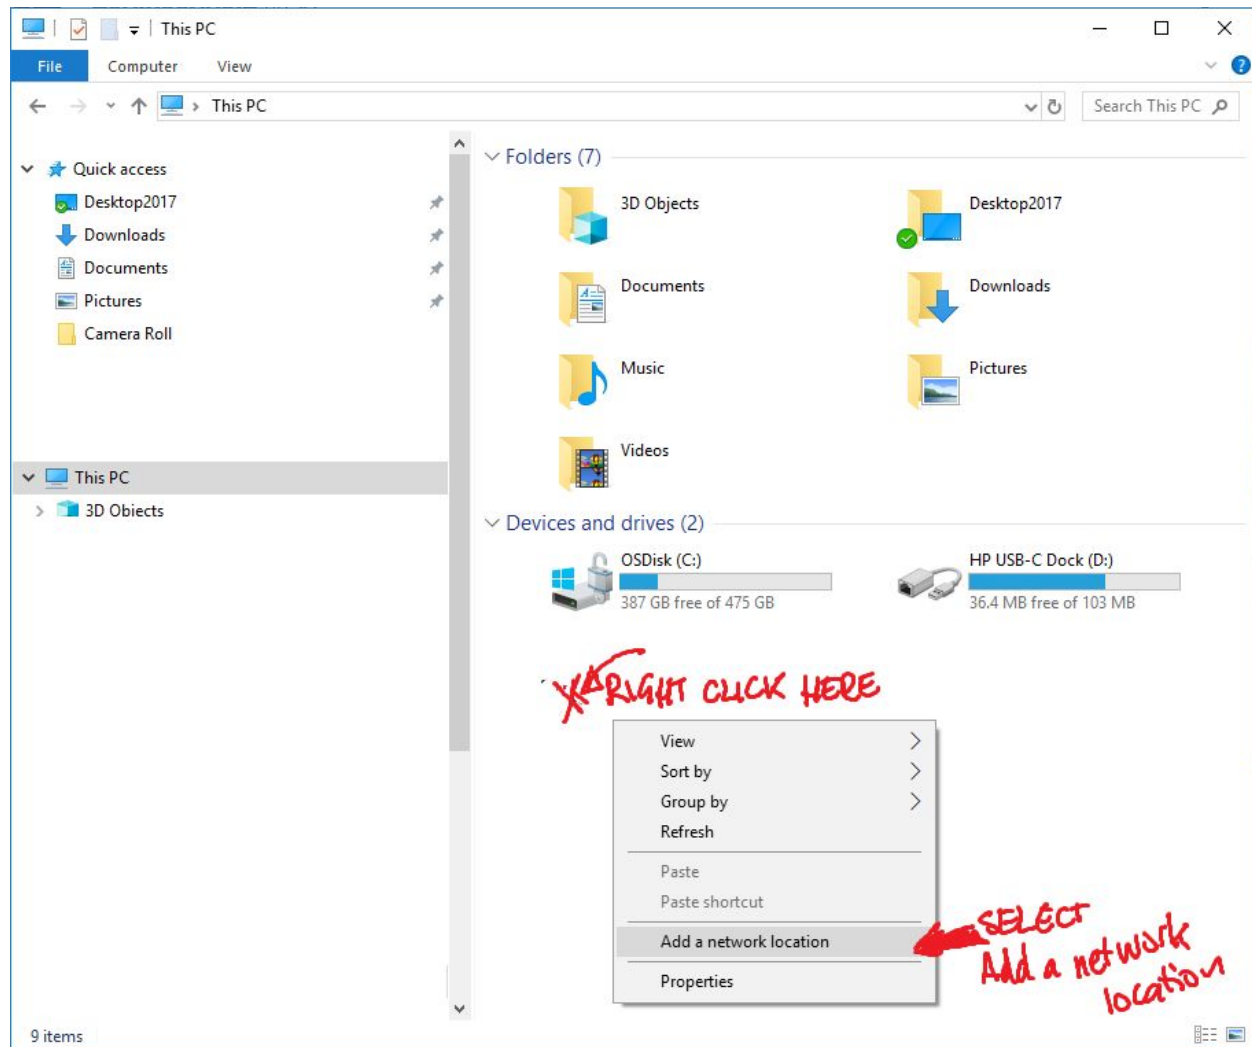 This PC
File Computer View
This PC
Search This PC
Quick access
Desktop2017
Downloads
Documents
Pictures
Camera Roll
This PC
3D Objects
Folders (7)
3D Objects
Desktop2017
Documents
Downloads
Music
Pictures
Videos
Devices and drives (2)
OSDisk (C:)
387 GB free of 475 GB
HP USB-C Dock (D:)
36.4 MB free of 103 MB
RIGHT CLICK HERE
View
Sort by
Group by
Refresh
Paste
Paste shortcut
Add a network location
Properties
SELECT
Add a network
location
9 items